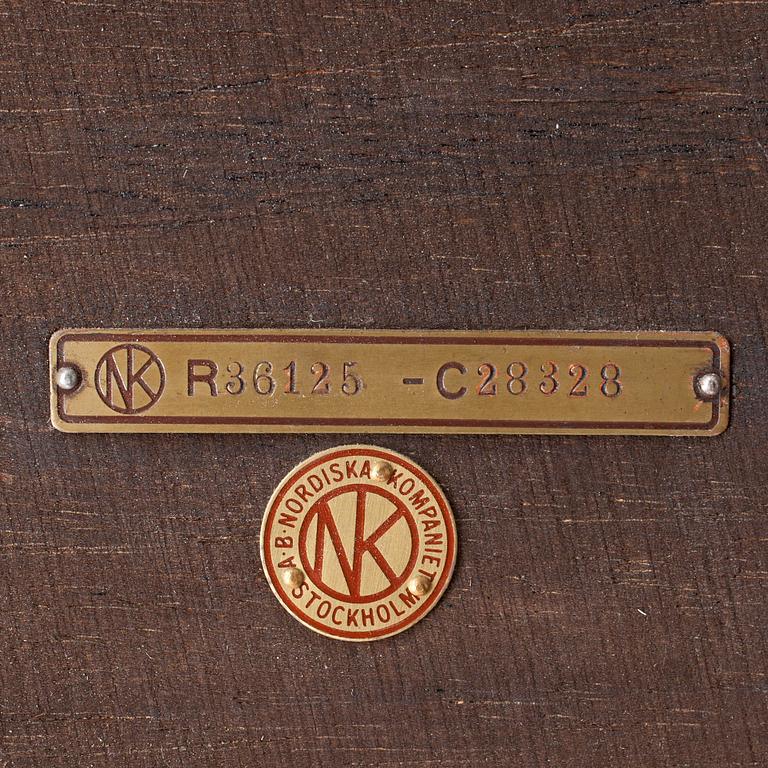 NK R36125 -C28328
A·B·NORDISKA KOMPANIET
NK
STOCKHOLM